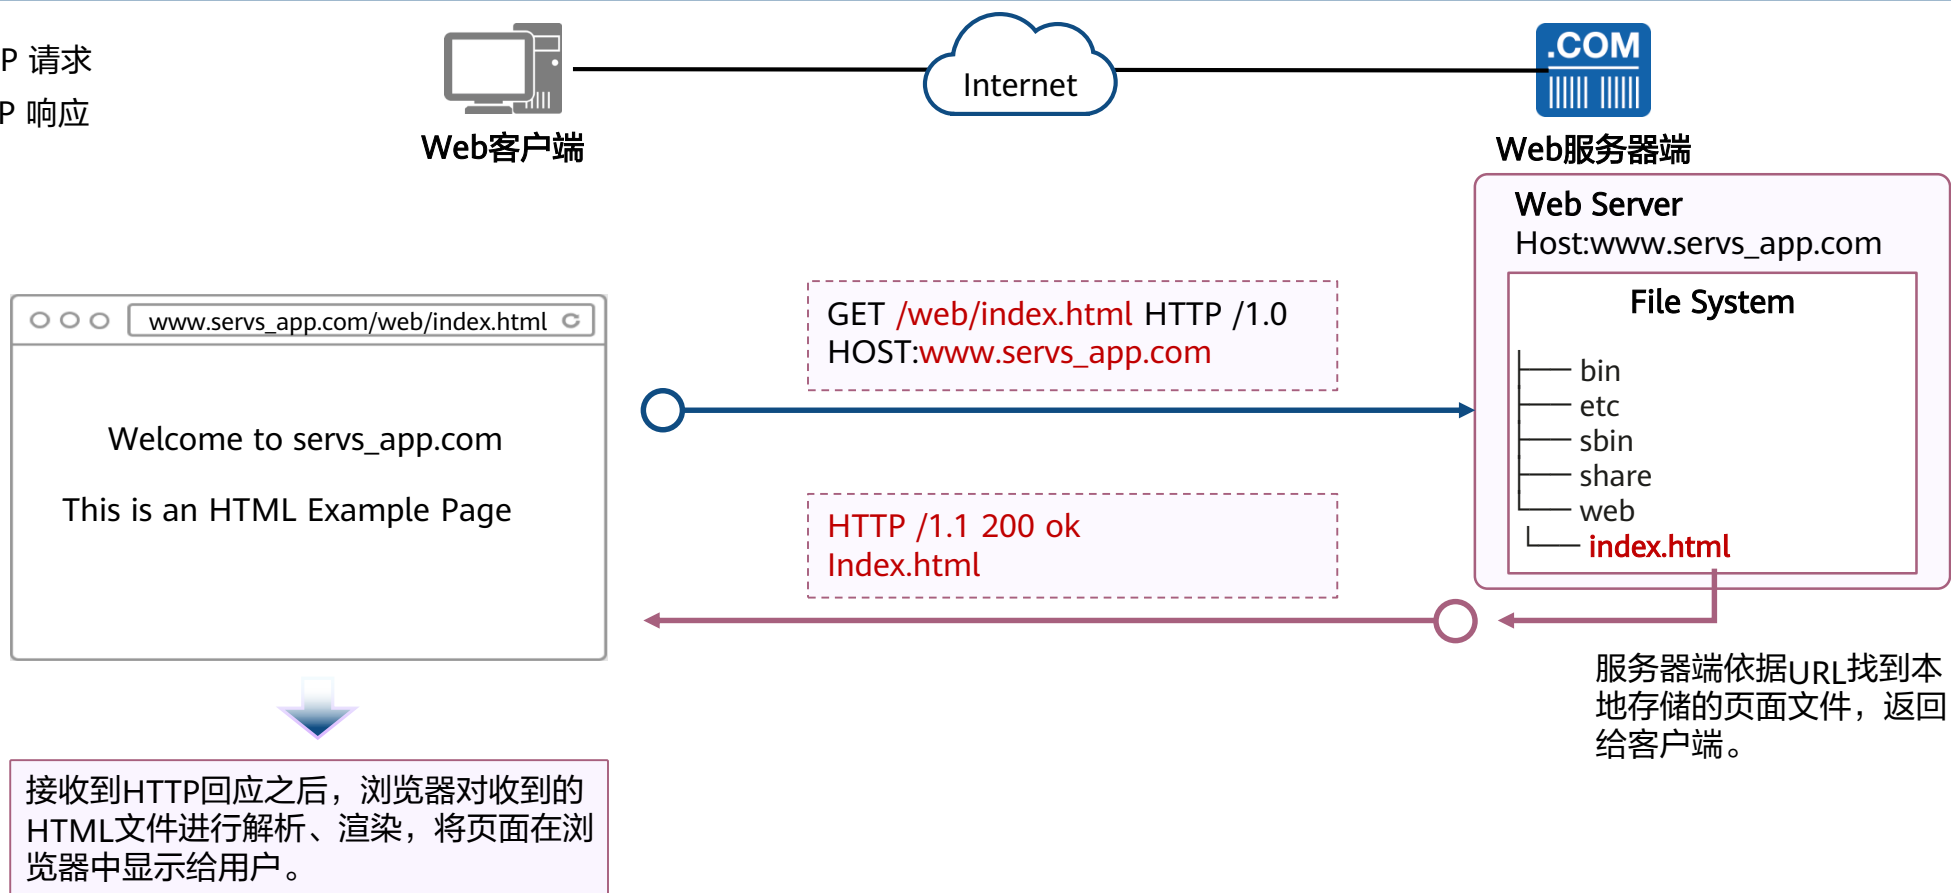 P 请求
P 响应
Internet
.COM
Web客户端
Web服务器端
Web Server
Host:www.servs_app.com
File System
bin
etc
sbin
share
web
index.html
www.servs_app.com/web/index.html
Welcome to servs_app.com
This is an HTML Example Page
GET /web/index.html HTTP /1.0
HOST:www.servs_app.com
HTTP /1.1 200 ok
Index.html
服务器端依据URL找到本
地存储的页面文件，返回
给客户端。
接收到HTTP回应之后，浏览器对收到的
HTML文件进行解析、渲染，将页面在浏
览器中显示给用户。